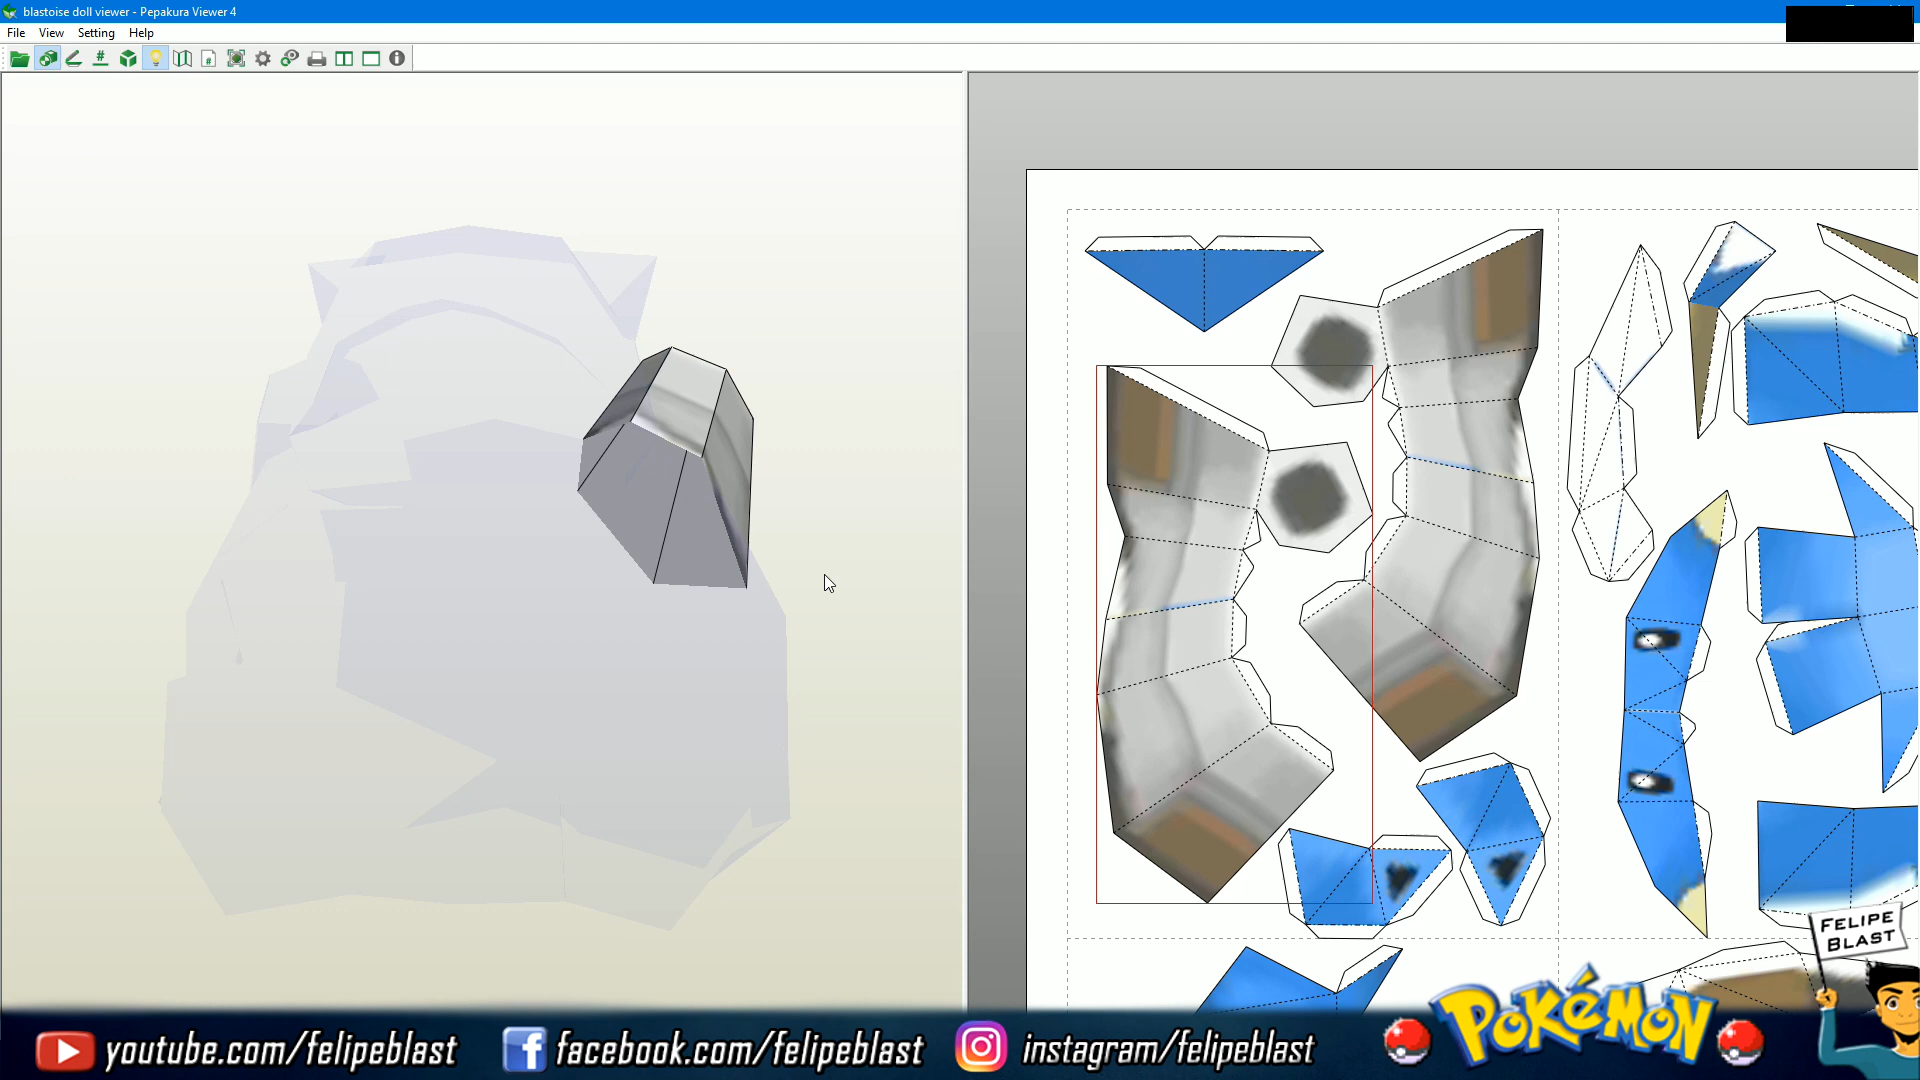 blastoise doll viewer - Pepakura Viewer 4
File View Setting Help
FELIPE
BLAST
youtube.com/felipeblast facebook.com/felipeblast instagram/felipeblast POKéMON